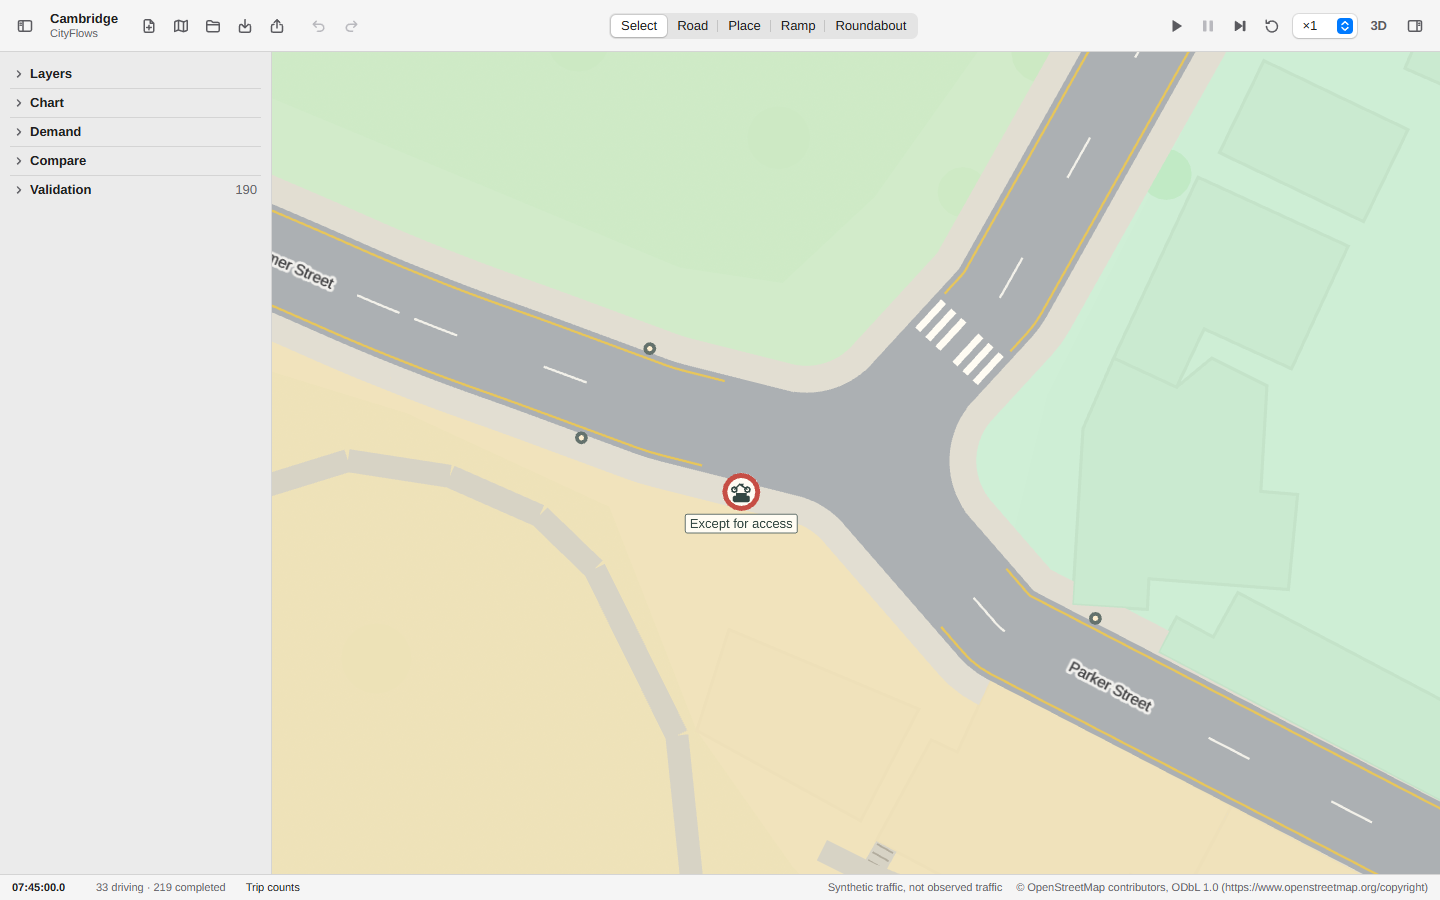 Cambridge
CityFlows
Select
Road
Place
Ramp
Roundabout
×1
3D
Layers
Chart
Demand
Compare
Validation 190
ner Street
Except for access
Parker Street
07:45:00.0
33 driving · 219 completed
Trip counts
Synthetic traffic, not observed traffic
© OpenStreetMap contributors, ODbL 1.0 (https://www.openstreetmap.org/copyright)